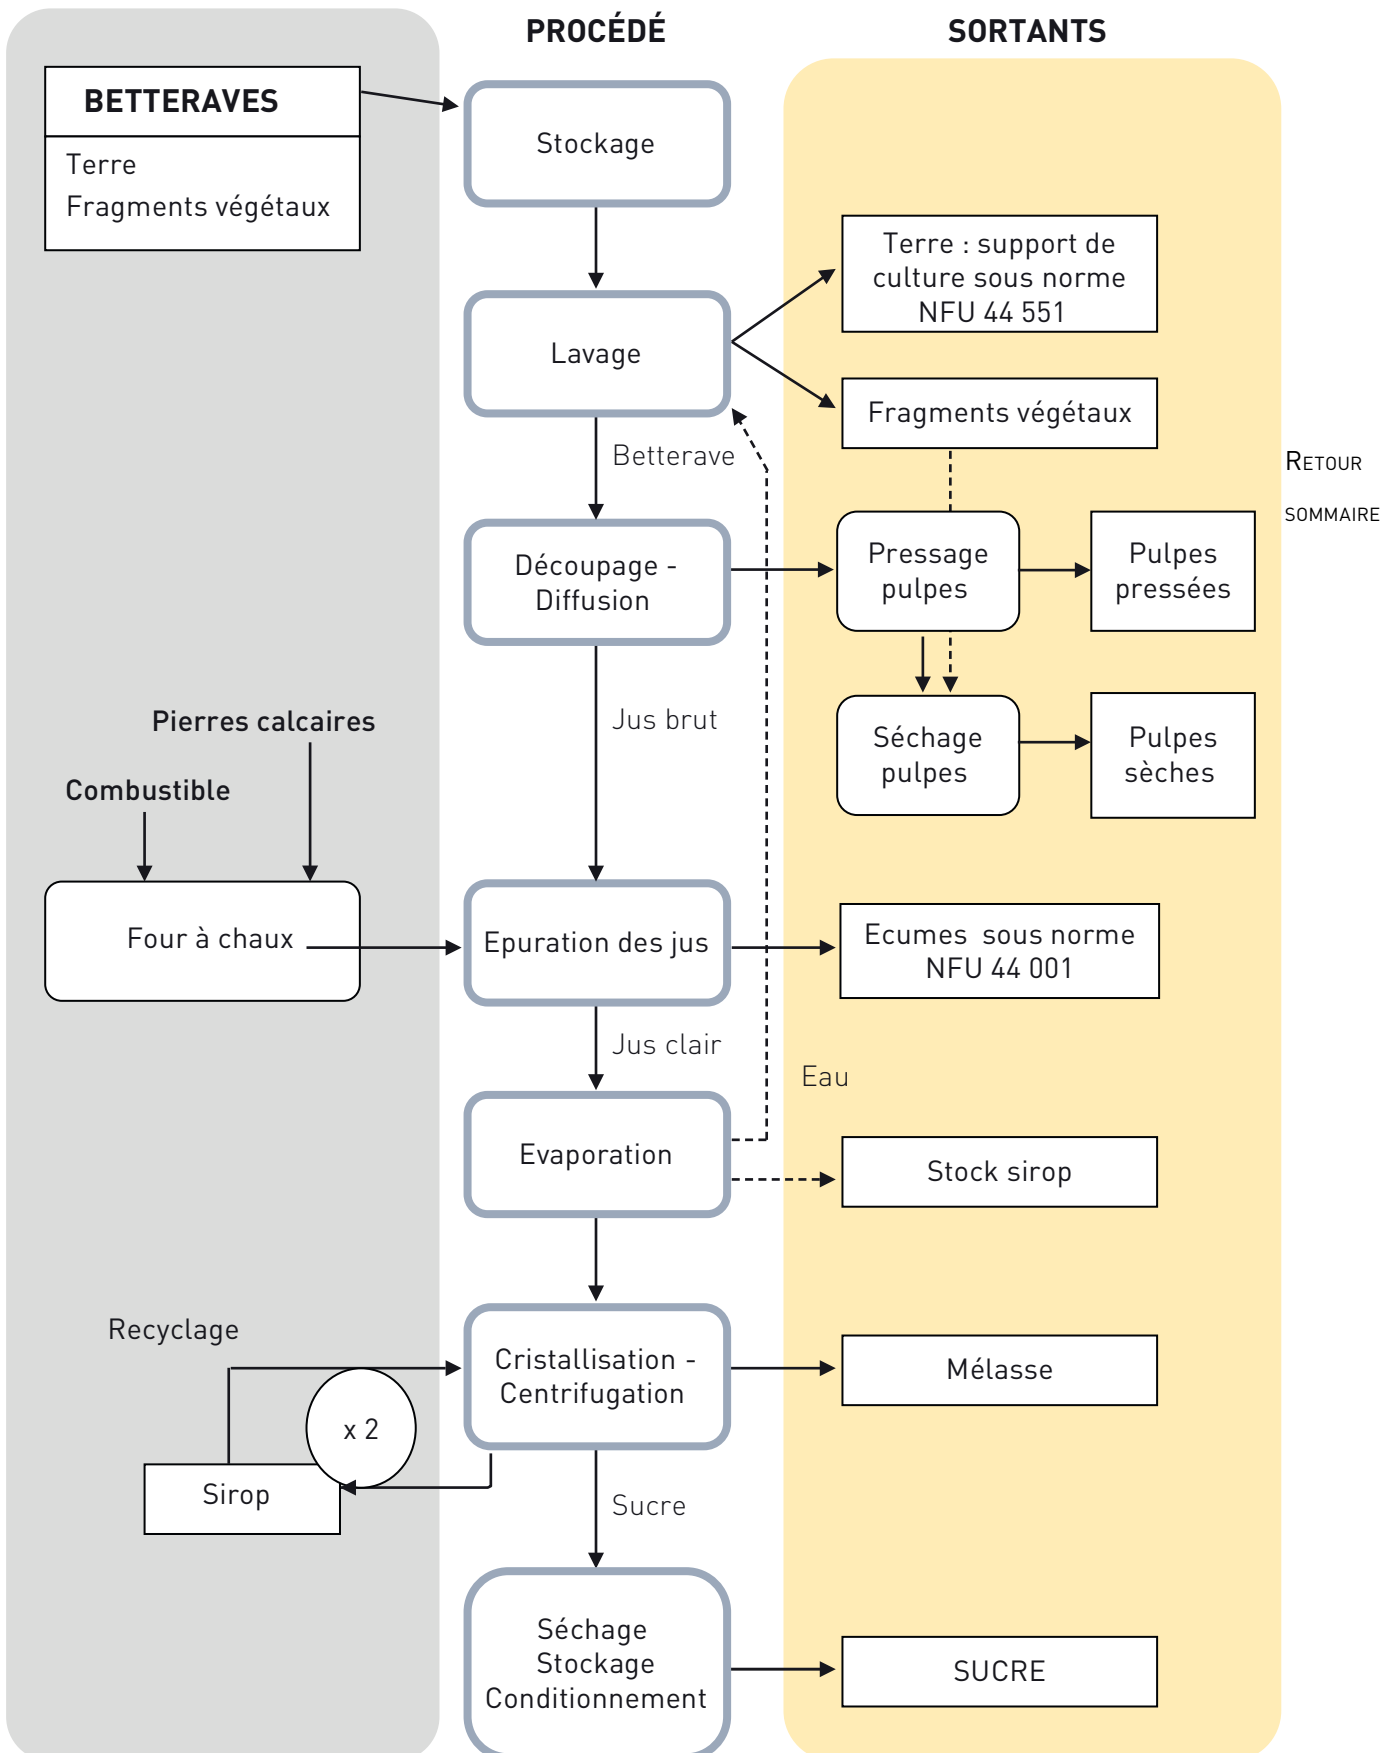 PROCÉDÉ
SORTANTS
BETTERAVES
Terre
Fragments végétaux
Stockage
Terre : support de
culture sous norme
NFU 44 551
Lavage
Fragments végétaux
Betterave
RETOUR
SOMMAIRE
Découpage -
Diffusion
Pressage
pulpes
Pulpes
pressées
Jus brut
Pierres calcaires
Combustible
Séchage
pulpes
Pulpes
sèches
Four à chaux
Epuration des jus
Ecumes sous norme
NFU 44 001
Jus clair
Eau
Evaporation
Stock sirop
Recyclage
Cristallisation -
Centrifugation
Mélasse
x 2
Sirop
Sucre
Séchage
Stockage
Conditionnement
SUCRE